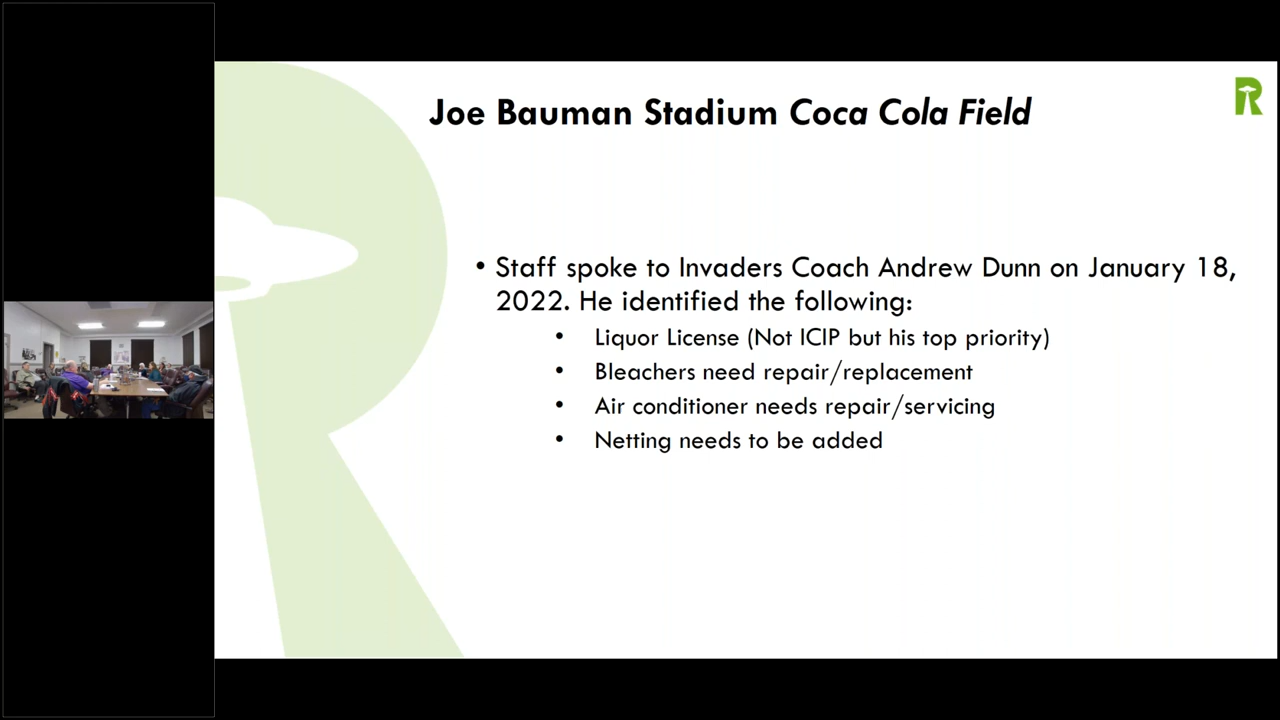 Joe Bauman Stadium Coca Cola Field
R
• Staff spoke to Invaders Coach Andrew Dunn on January 18,
2022. He identified the following:
• Liquor License (Not ICIP but his top priority)
• Bleachers need repair/replacement
• Air conditioner needs repair/servicing
• Netting needs to be added